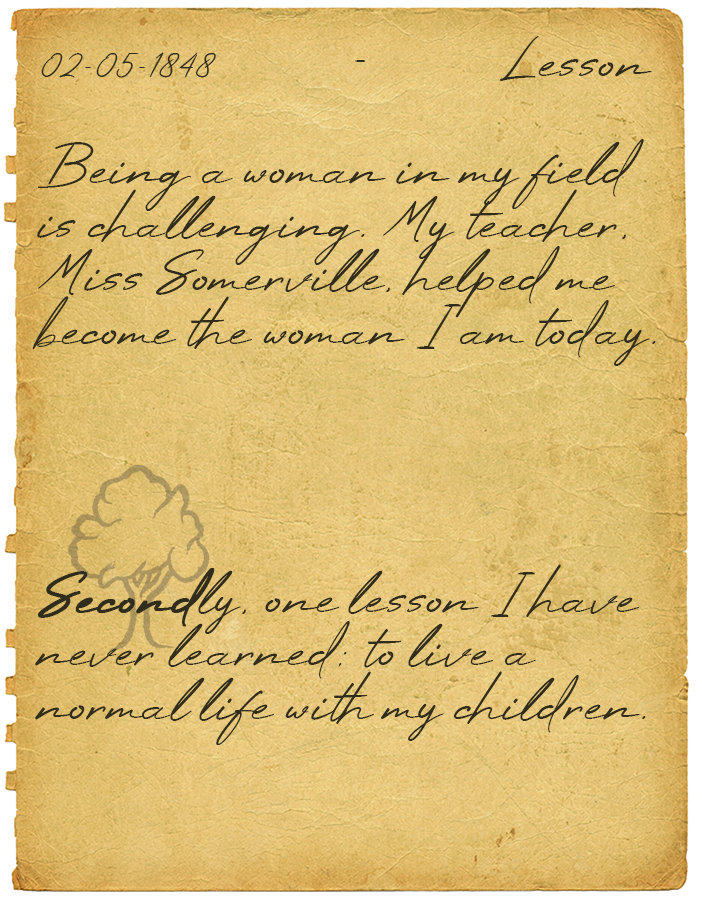 02-05-1848 - Lesson
Being a woman in my field
is challenging. My teacher,
Miss Somerville, helped me
become the woman I am today.
Secondly, one lesson I have
never learned: to live a
normal life with my children.